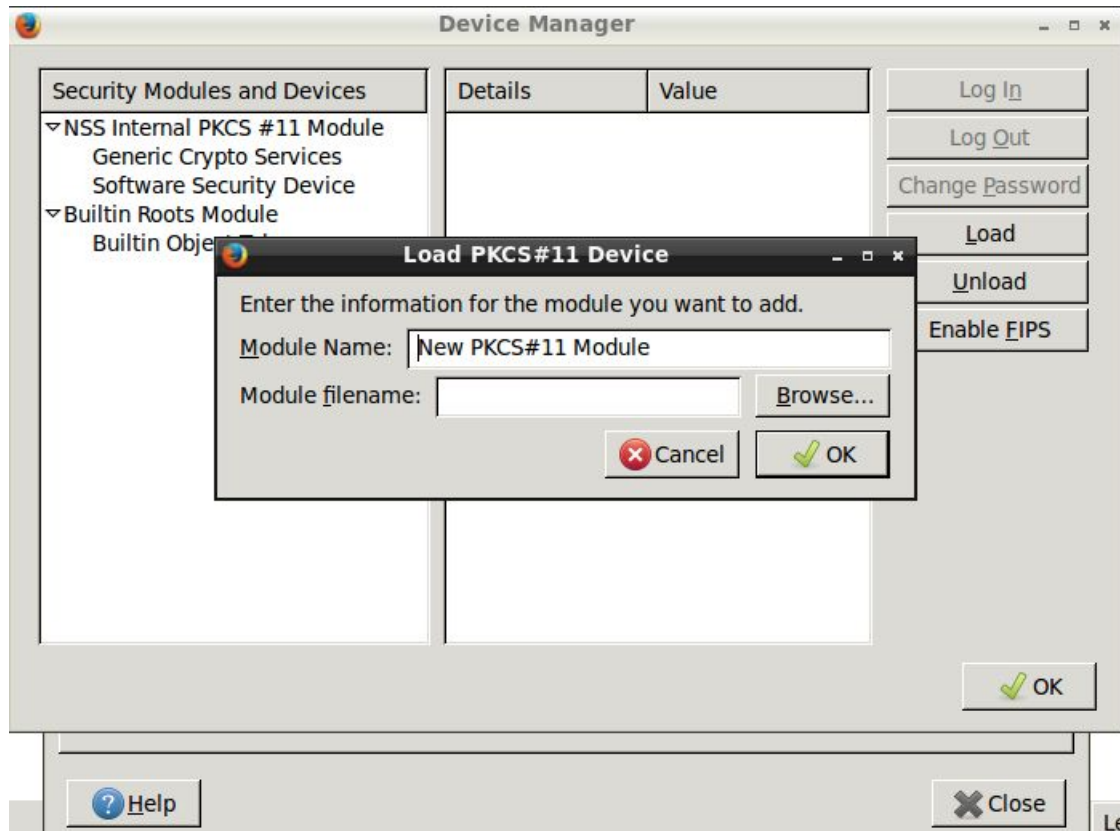 Device Manager
Security Modules and Devices
Details
Value
NSS Internal PKCS #11 Module
Generic Crypto Services
Software Security Device
Builtin Roots Module
Builtin
Log In
Log Out
Change Password
Load
Unload
Enable FIPS
Load PKCS#11 Device
Enter the information for the module you want to add.
Module Name: New PKCS#11 Module
Module filename:
Browse...
Cancel
OK
OK
Help
Close